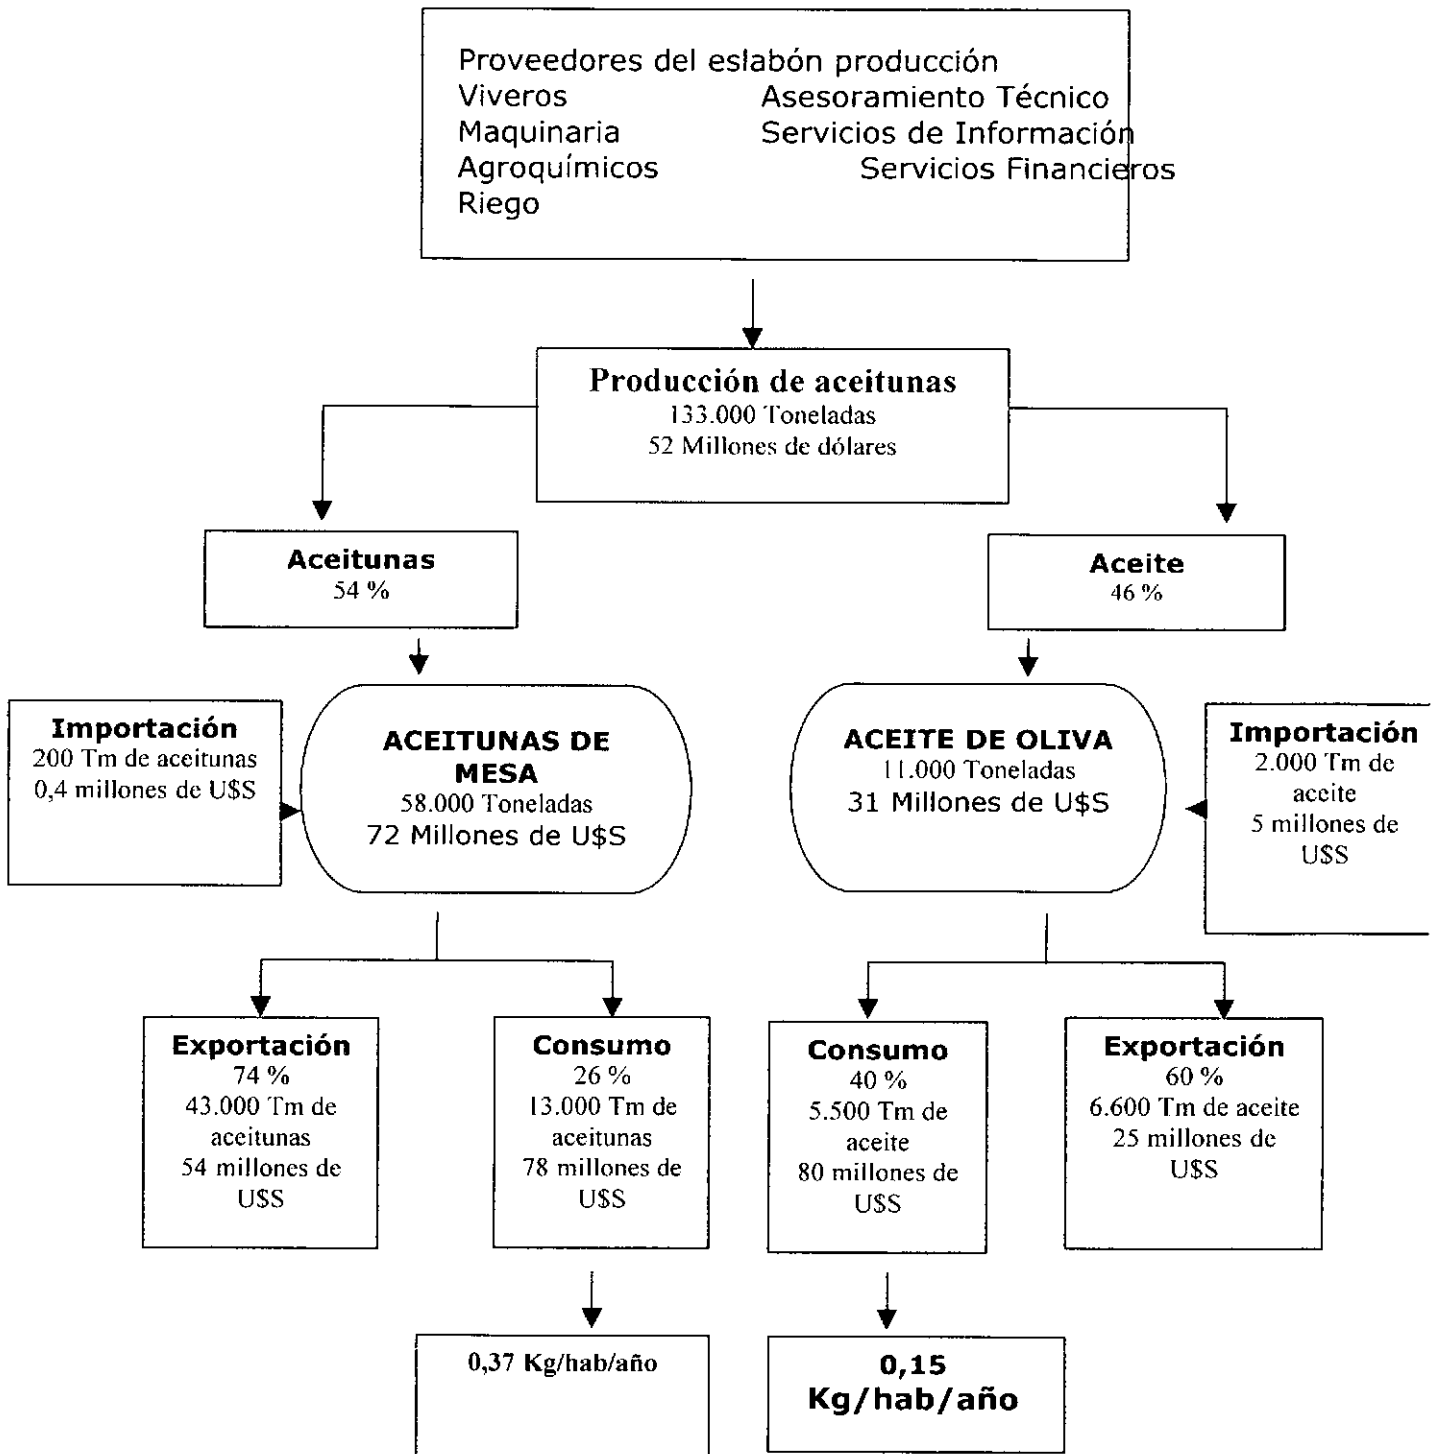 Proveedores del eslabón producción
Viveros Asesoramiento Técnico
Maquinaria Servicios de Información
Agroquímicos Servicios Financieros
Riego
Producción de aceitunas
133.000 Toneladas
52 Millones de dólares
Aceitunas
54 %
Aceite
46 %
Importación
200 Tm de aceitunas
0,4 millones de U$S
ACEITUNAS DE
MESA
58.000 Toneladas
72 Millones de U$S
ACEITE DE OLIVA
11.000 Toneladas
31 Millones de U$S
Importación
2.000 Tm de
aceite
5 millones de
U$S
Exportación
74 %
43.000 Tm de
aceitunas
54 millones de
U$S
Consumo
26 %
13.000 Tm de
aceitunas
78 millones de
U$S
Consumo
40 %
5.500 Tm de
aceite
80 millones de
U$S
Exportación
60 %
6.600 Tm de aceite
25 millones de
U$S
0,37 Kg/hab/año
0,15
Kg/hab/año